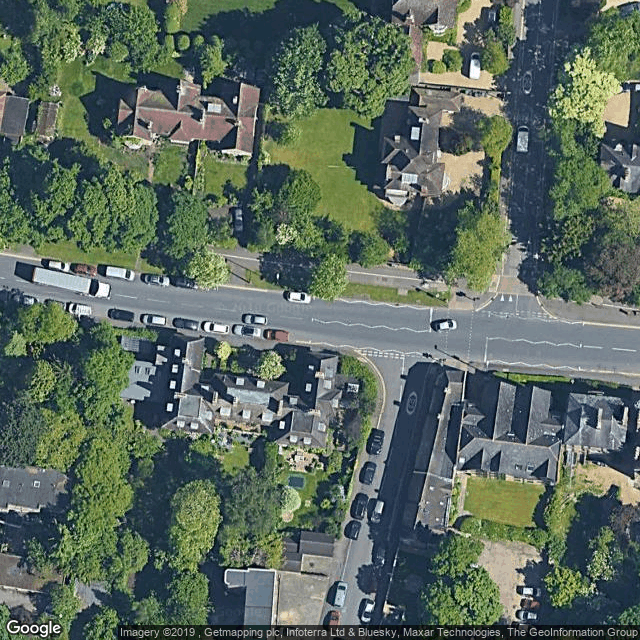 Google
Imagery ©2019 , Getmapping plc, Infoterra Ltd & Bluesky, Maxar Technologies, The GeoInformation Group